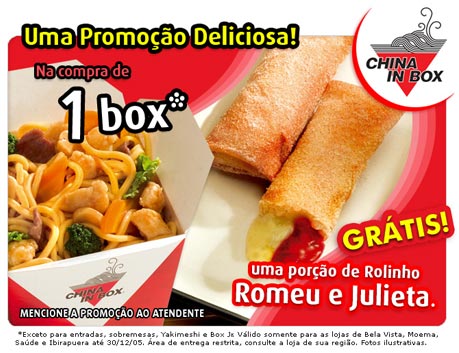 Uma Promoção Deliciosa!
Na compra de
1 box*
CHINA
IN BOX
CHINA
IN BOX
GRÁTIS!
uma porção de Rolinho
Romeu e Julieta.
MENCIONE A PROMOÇÃO AO ATENDENTE
*Exceto para entradas, sobremesas, Yakimeshi e Box Jr. Válido somente para as lojas de Bela Vista, Moema,
Saúde e Ibirapuera até 30/12/05. Área de entrega restrita, consulte a loja de sua região. Fotos ilustrativas.